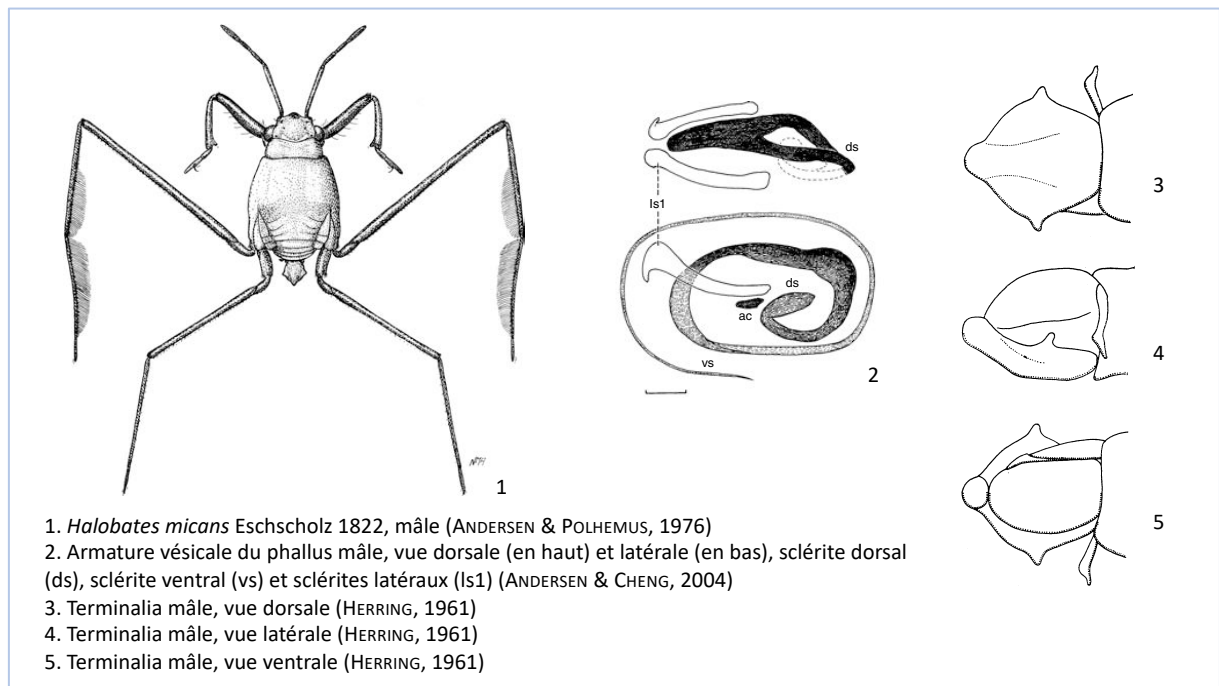 ds
ls1
ds
ac
vs
1
2
3
4
5
1. Halobates micans Eschscholz 1822, mâle (ANDERSEN & POLHEMUS, 1976)
2. Armature vésicale du phallus mâle, vue dorsale (en haut) et latérale (en bas), sclérite dorsal
(ds), sclérite ventral (vs) et sclérites latéraux (ls1) (ANDERSEN & CHENG, 2004)
3. Terminalia mâle, vue dorsale (HERRING, 1961)
4. Terminalia mâle, vue latérale (HERRING, 1961)
5. Terminalia mâle, vue ventrale (HERRING, 1961)